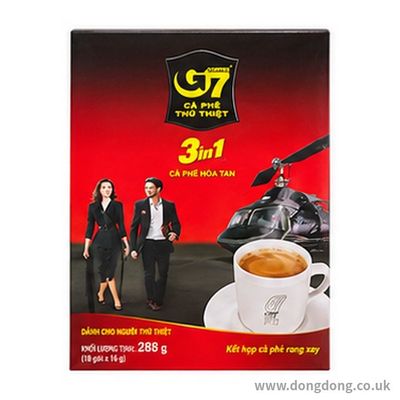 G7
CÀ PHÊ
THỨ THIỆT
3in1
CÀ PHÊ HÒA TAN
DÀNH CHO NGƯỜI THỨ THIỆT
KHỐI LƯỢNG TỊNH: 288 g
(18 gói x 16 g)
Kết hợp cà phê rang xay
www.dongdong.co.uk